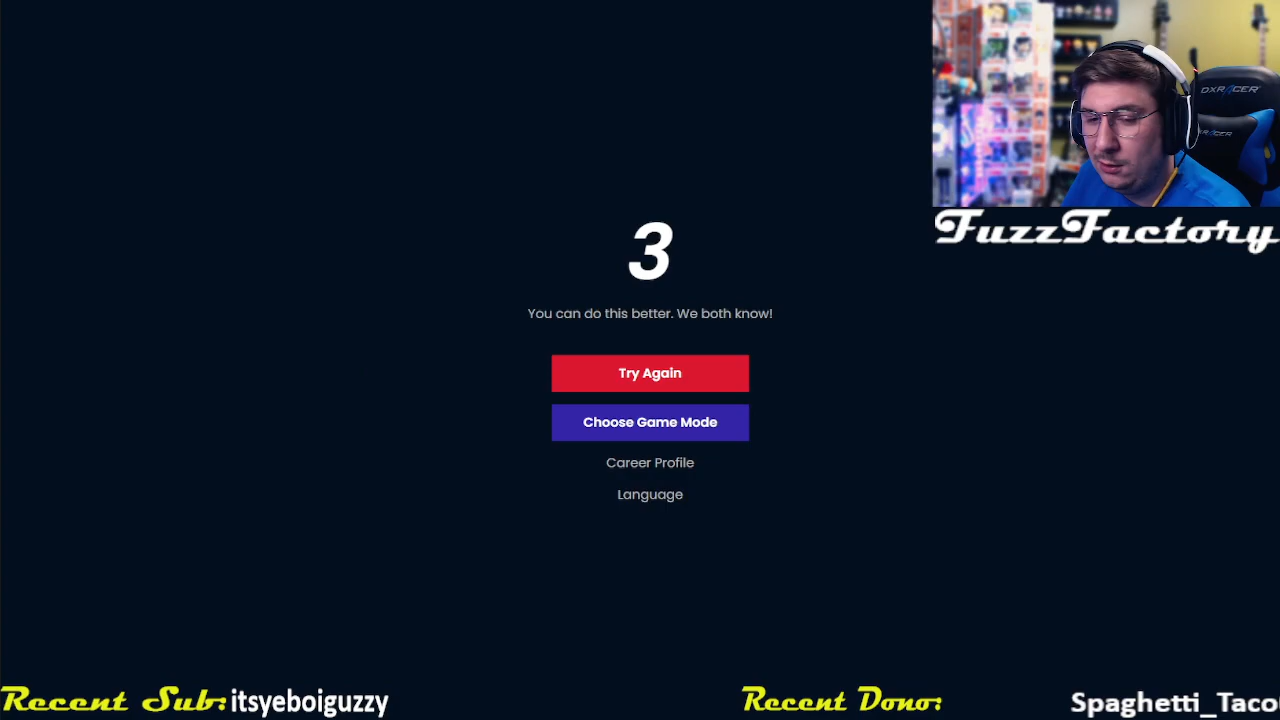 DXRACER
FuzzFactory
3
You can do this better. We both know!
Try Again
Choose Game Mode
Career Profile
Language
Recent Sub: itsyeboiguzzy
Recent Dono: Spaghetti_Taco